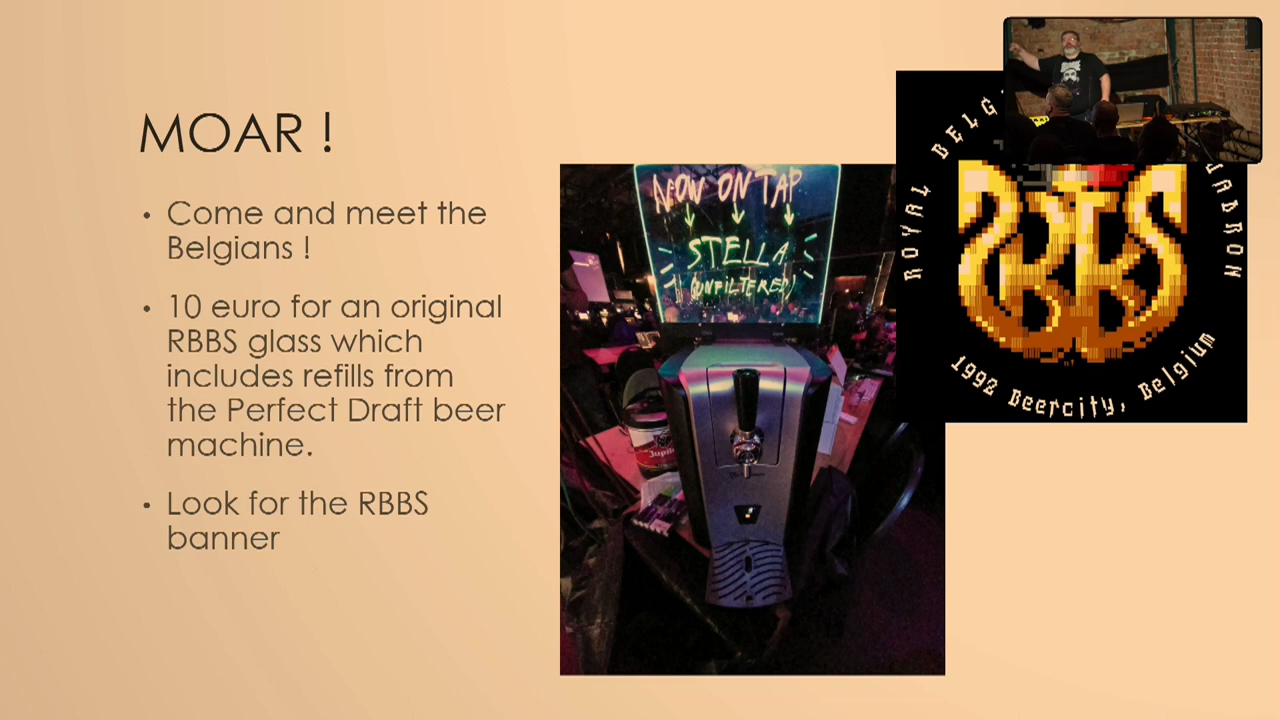 MOAR !
• Come and meet the
Belgians !
• 10 euro for an original
RBBS glass which
includes refills from
the Perfect Draft beer
machine.
• Look for the RBBS
banner
NOW ON TAP
STELLA
(UNFILTERED)
Jupil
ROYAL BELG
UADRON
1992 Beercity, Belgium